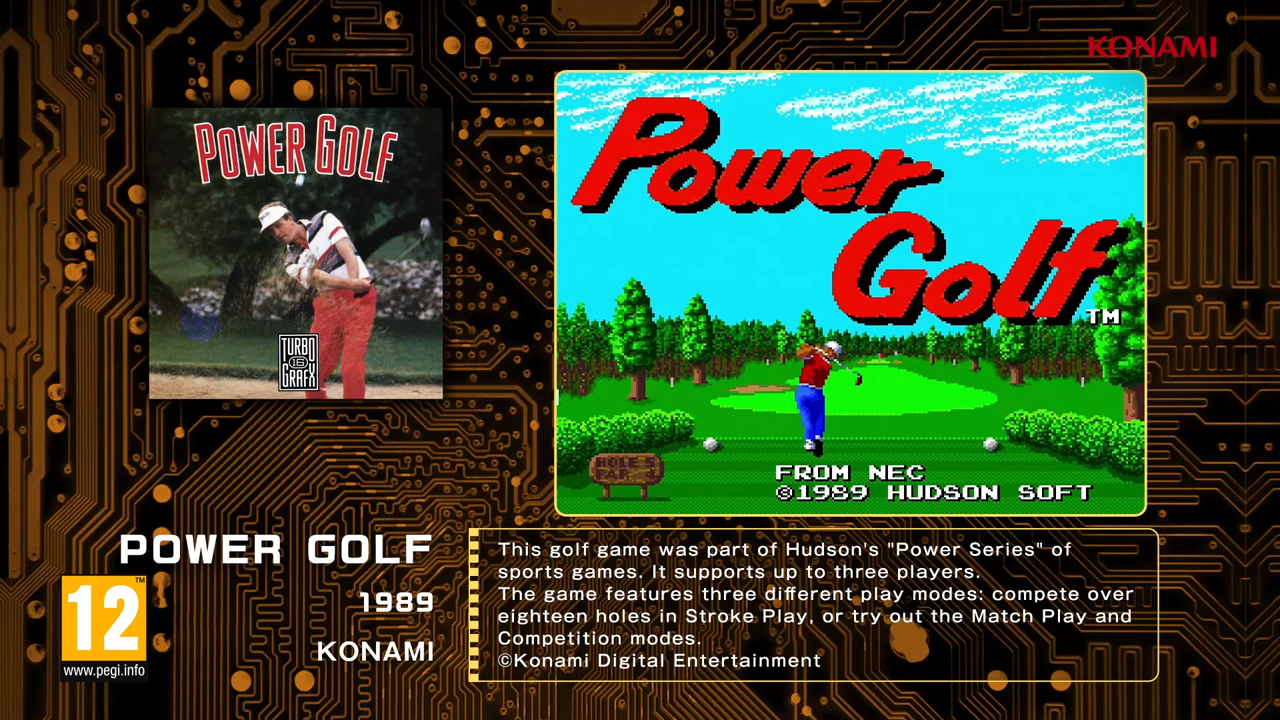 KONAMI
POWER GOLF
TURBO
16
GRAFX
Power
Golf
TM
FROM NEC
©1989 HUDSON SOFT
POWER GOLF
1989
KONAMI
12
TM
www.pegi.info
This golf game was part of Hudson's "Power Series" of
sports games. It supports up to three players.
The game features three different play modes: compete over
eighteen holes in Stroke Play, or try out the Match Play and
Competition modes.
©Konami Digital Entertainment